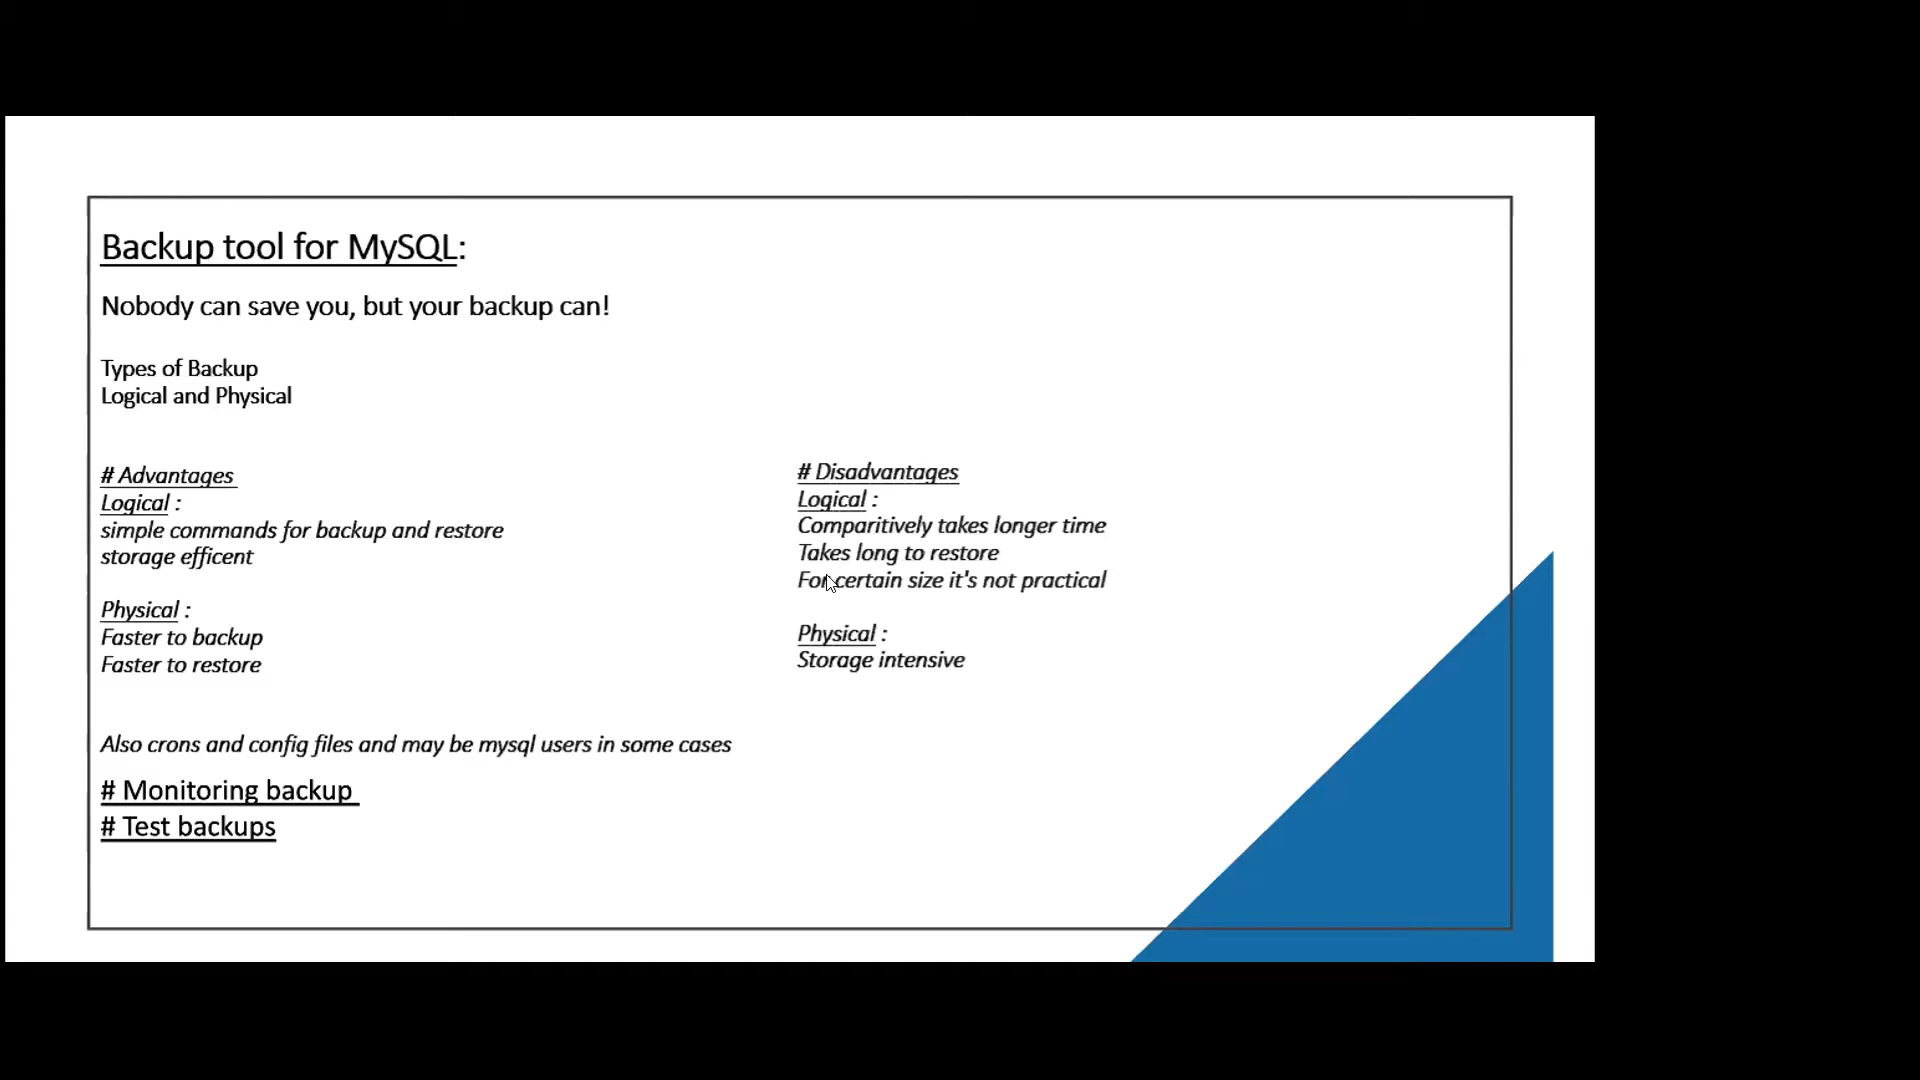 Backup tool for MySQL:
Nobody can save you, but your backup can!
Types of Backup
Logical and Physical
# Advantages
Logical :
simple commands for backup and restore
storage efficent
Physical :
Faster to backup
Faster to restore
# Disadvantages
Logical :
Comparitively takes longer time
Takes long to restore
For certain size it's not practical
Physical :
Storage intensive
Also crons and config files and may be mysql users in some cases
# Monitoring backup
# Test backups